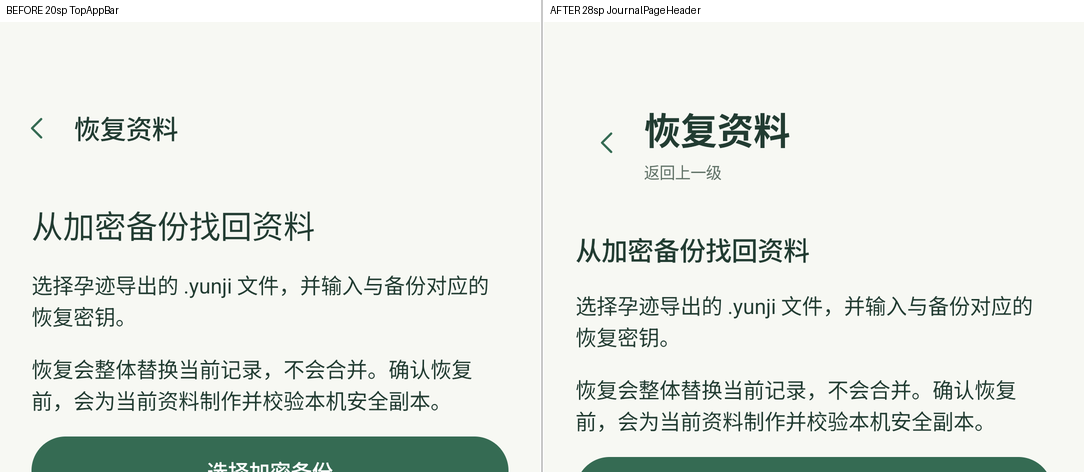 BEFORE 20sp TopAppBar
恢复资料
从加密备份找回资料
选择孕迹导出的 .yunji 文件，并输入与备份对应的
恢复密钥。
恢复会整体替换当前记录，不会合并。确认恢复
前，会为当前资料制作并校验本机安全副本。
选择加密备份
AFTER 28sp JournalPageHeader
恢复资料
返回上一级
从加密备份找回资料
选择孕迹导出的 .yunji 文件，并输入与备份对应的
恢复密钥。
恢复会整体替换当前记录，不会合并。确认恢复
前，会为当前资料制作并校验本机安全副本。